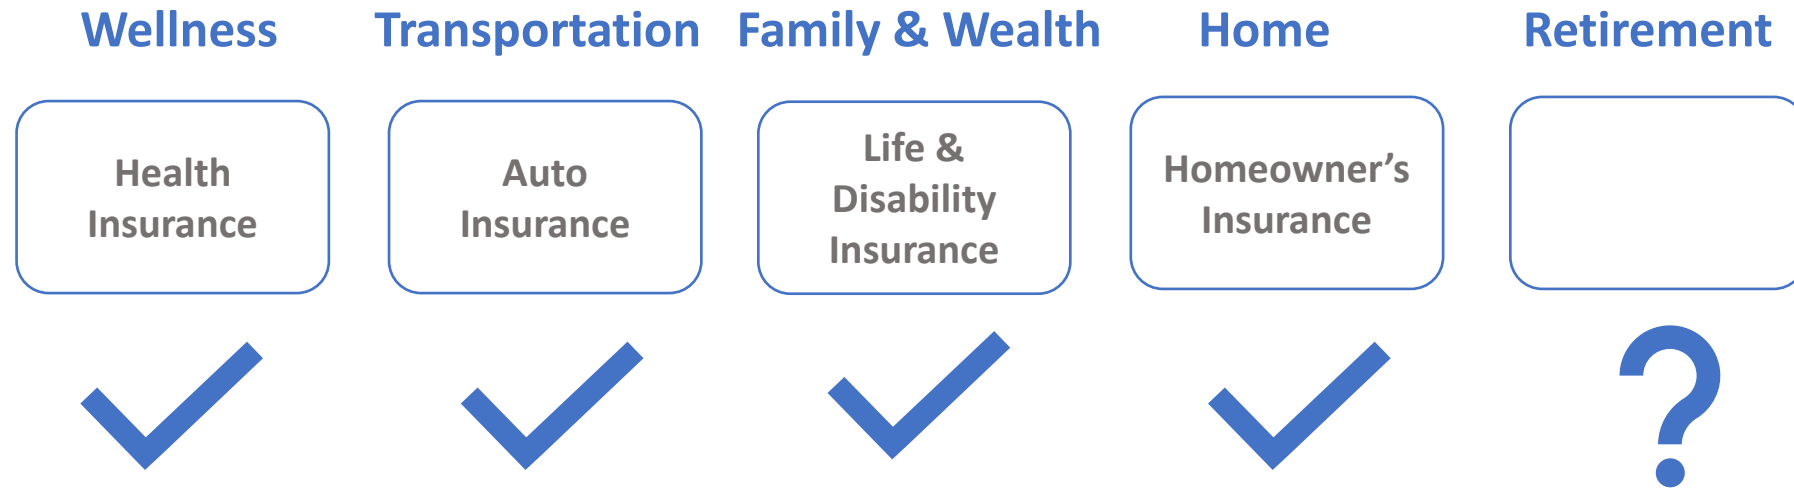 Wellness
Transportation
Family & Wealth
Home
Retirement
Health
Insurance
Auto
Insurance
Life &
Disability
Insurance
Homeowner’s
Insurance
?